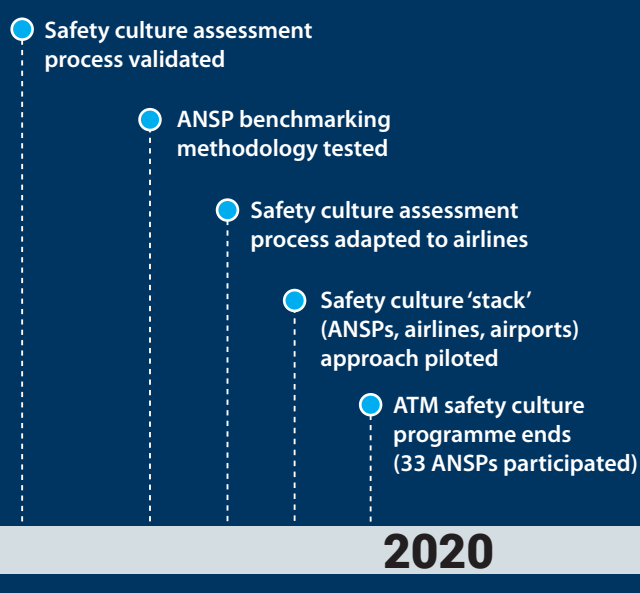 Safety culture assessment
process validated
ANSP benchmarking
methodology tested
Safety culture assessment
process adapted to airlines
Safety culture ‘stack’
(ANSPs, airlines, airports)
approach piloted
ATM safety culture
programme ends
(33 ANSPs participated)
2020